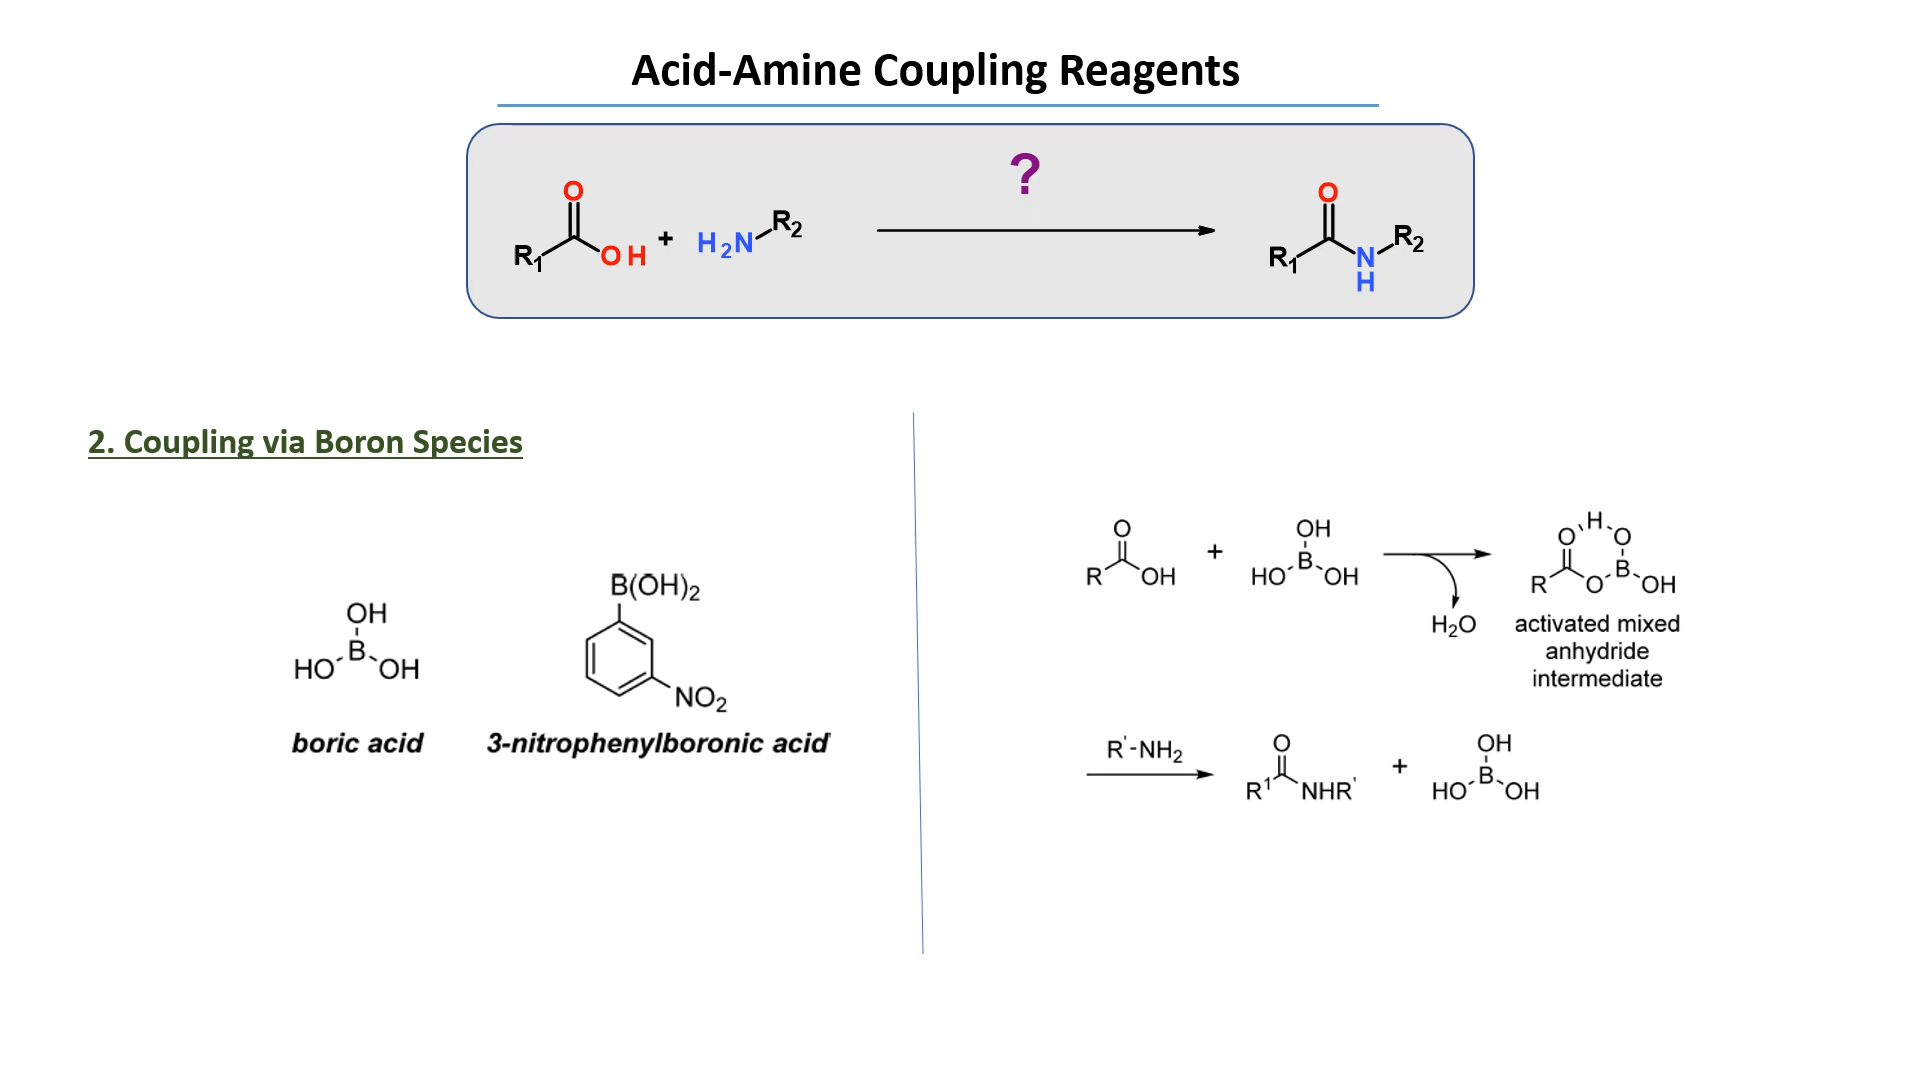 Acid-Amine Coupling Reagents
?
O
R1 OH + H2N R2
O
R1 N R2
H
2. Coupling via Boron Species
OH
B
HO OH
boric acid
B(OH)2
NO2
3-nitrophenylboronic acid
O
R OH
+
OH
B
HO OH
H2O
H
O O
B
R O OH
activated mixed
anhydride
intermediate
R'-NH2
O
R1 NHR'
+
OH
B
HO OH